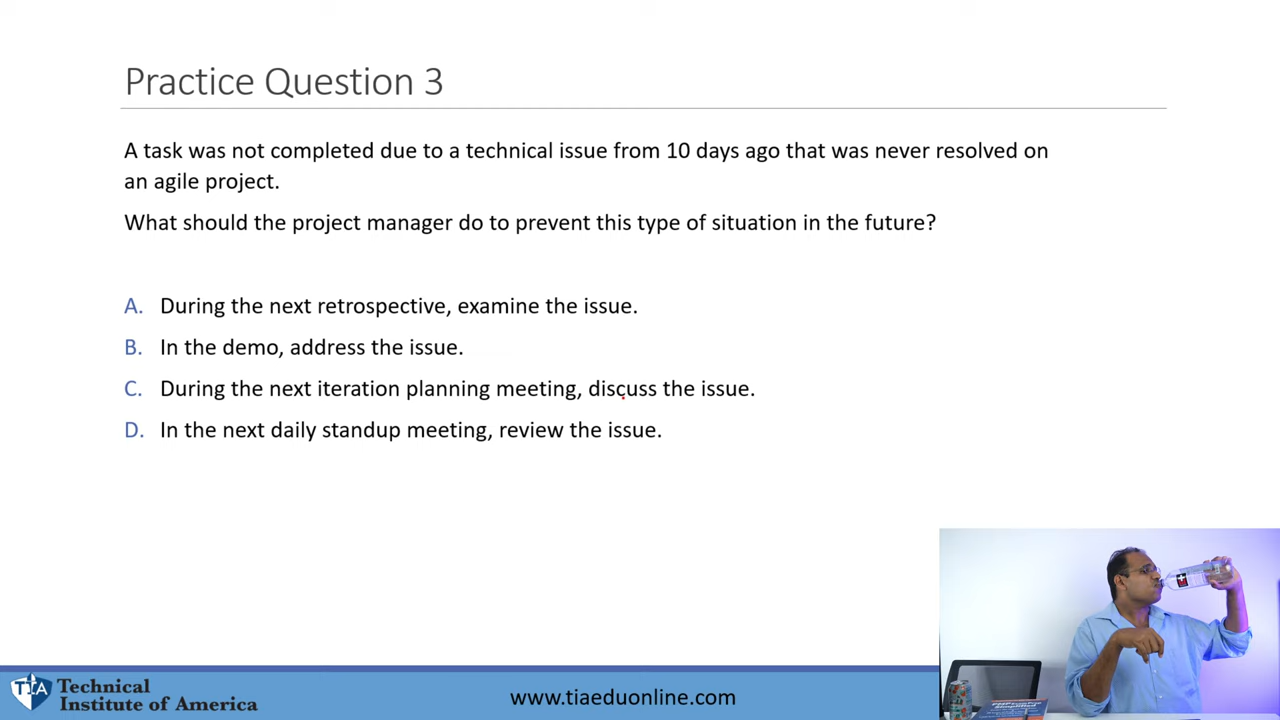 Practice Question 3
A task was not completed due to a technical issue from 10 days ago that was never resolved on
an agile project.
What should the project manager do to prevent this type of situation in the future?
A. During the next retrospective, examine the issue.
B. In the demo, address the issue.
C. During the next iteration planning meeting, discuss the issue.
D. In the next daily standup meeting, review the issue.
TIA
Technical
Institute of America
www.tiaeduonline.com